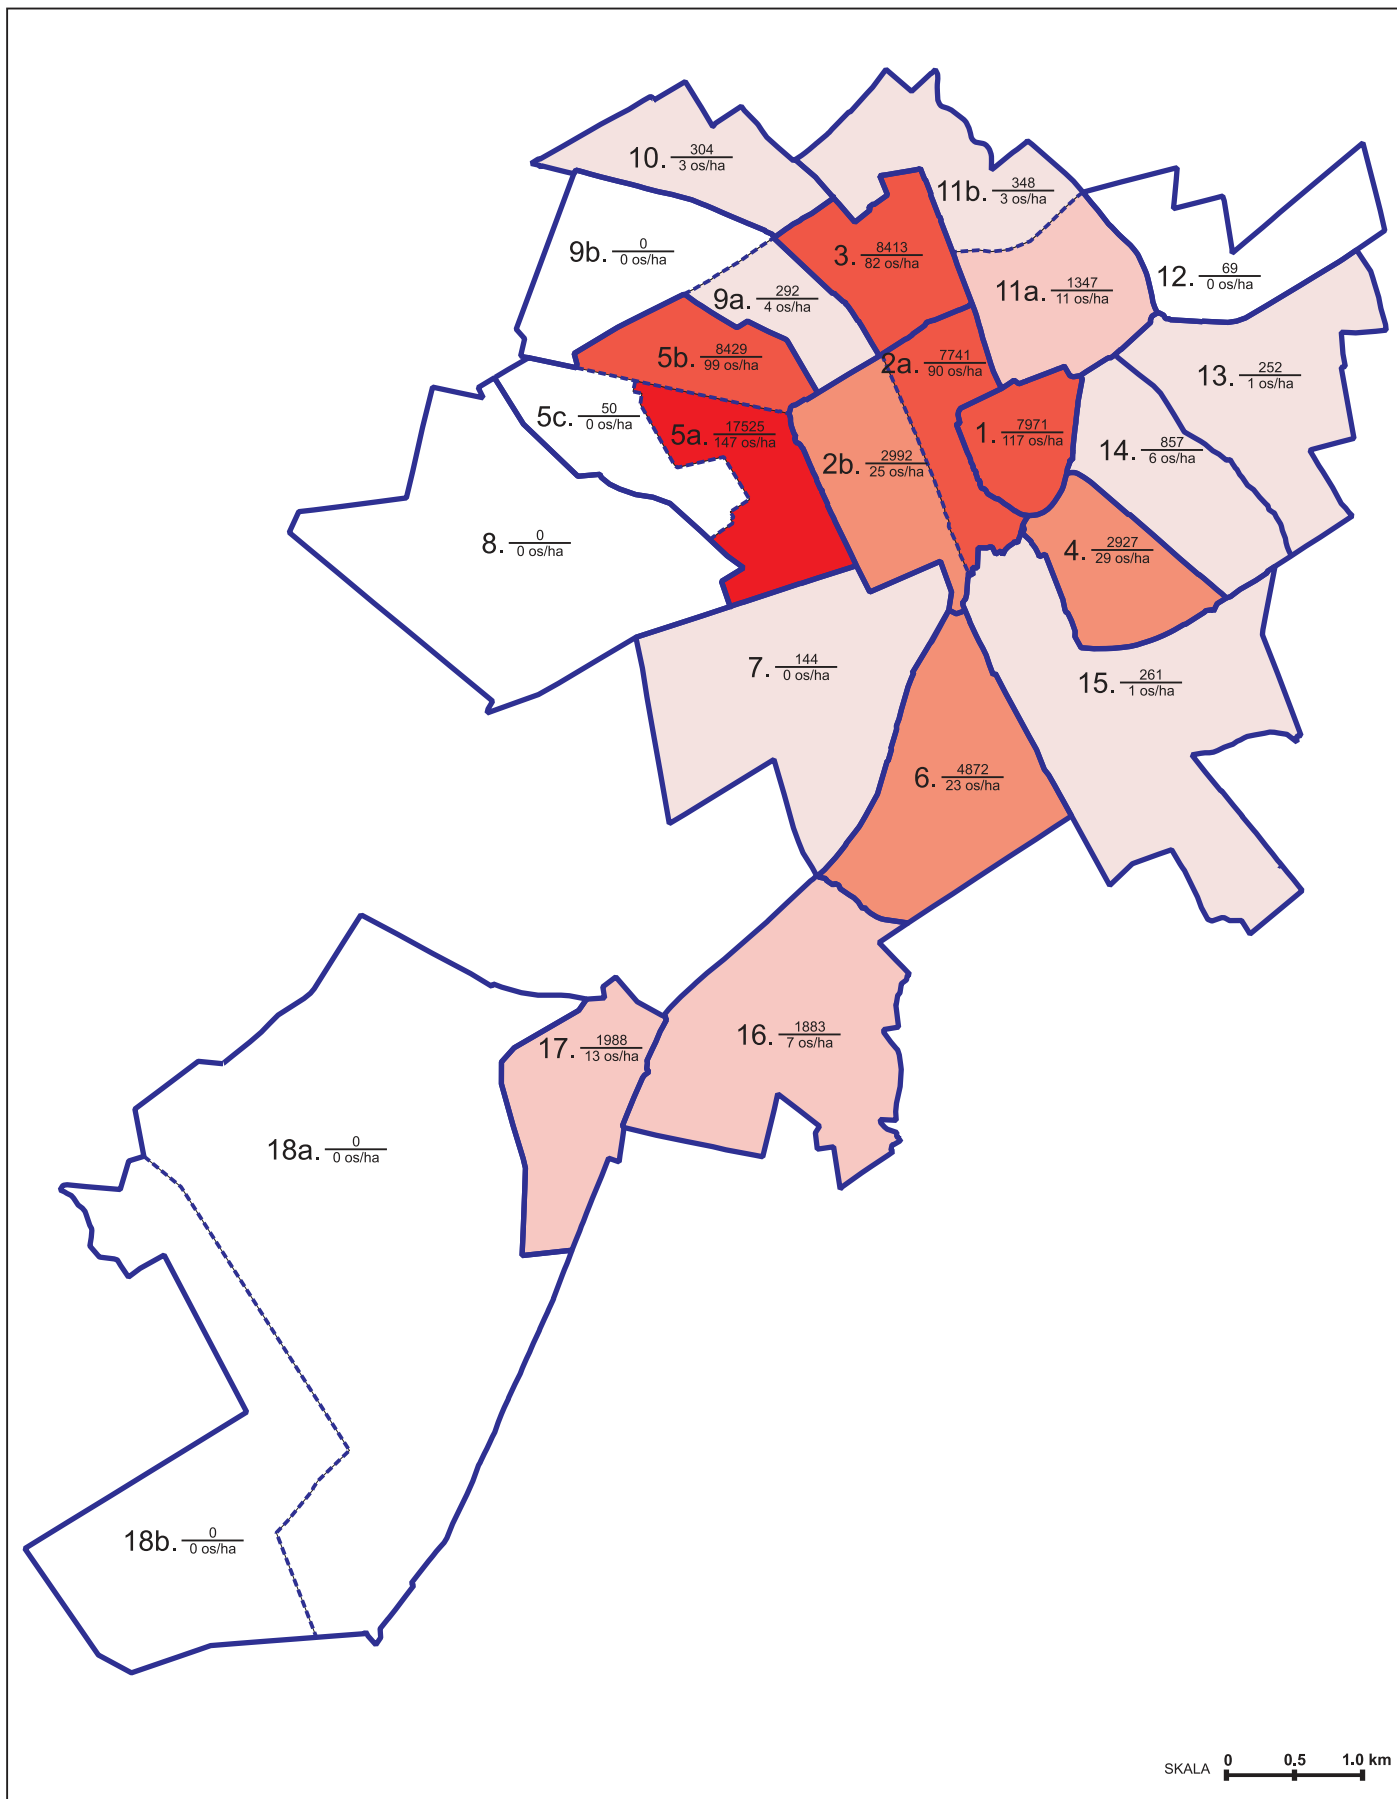 10. 304
3 os/ha
11b. 348
3 os/ha
9b. 0
0 os/ha
3. 8413
82 os/ha
12. 69
0 os/ha
9a. 292
4 os/ha
11a. 1347
11 os/ha
5b. 8429
99 os/ha
2a. 7741
90 os/ha
13. 252
1 os/ha
5c. 50
0 os/ha
5a. 17525
147 os/ha
1. 7971
117 os/ha
14. 857
6 os/ha
2b. 2992
25 os/ha
8. 0
0 os/ha
4. 2927
29 os/ha
7. 144
0 os/ha
15. 261
1 os/ha
6. 4872
23 os/ha
17. 1988
13 os/ha
16. 1883
7 os/ha
18a. 0
0 os/ha
18b. 0
0 os/ha
SKALA 0 0.5 1.0 km